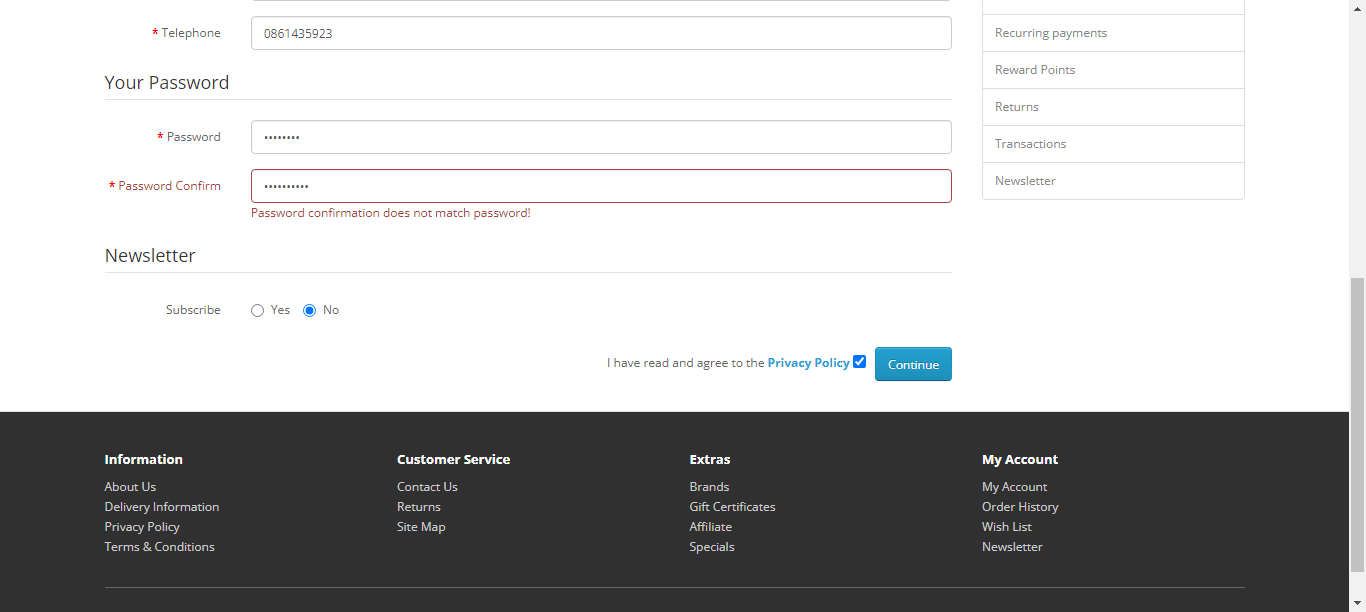 * Telephone 0861435923
Your Password
* Password ••••••••
* Password Confirm ••••••••••
Password confirmation does not match password!
Newsletter
Subscribe Yes No
I have read and agree to the Privacy Policy Continue
Recurring payments
Reward Points
Returns
Transactions
Newsletter
Information
About Us
Delivery Information
Privacy Policy
Terms & Conditions
Customer Service
Contact Us
Returns
Site Map
Extras
Brands
Gift Certificates
Affiliate
Specials
My Account
My Account
Order History
Wish List
Newsletter